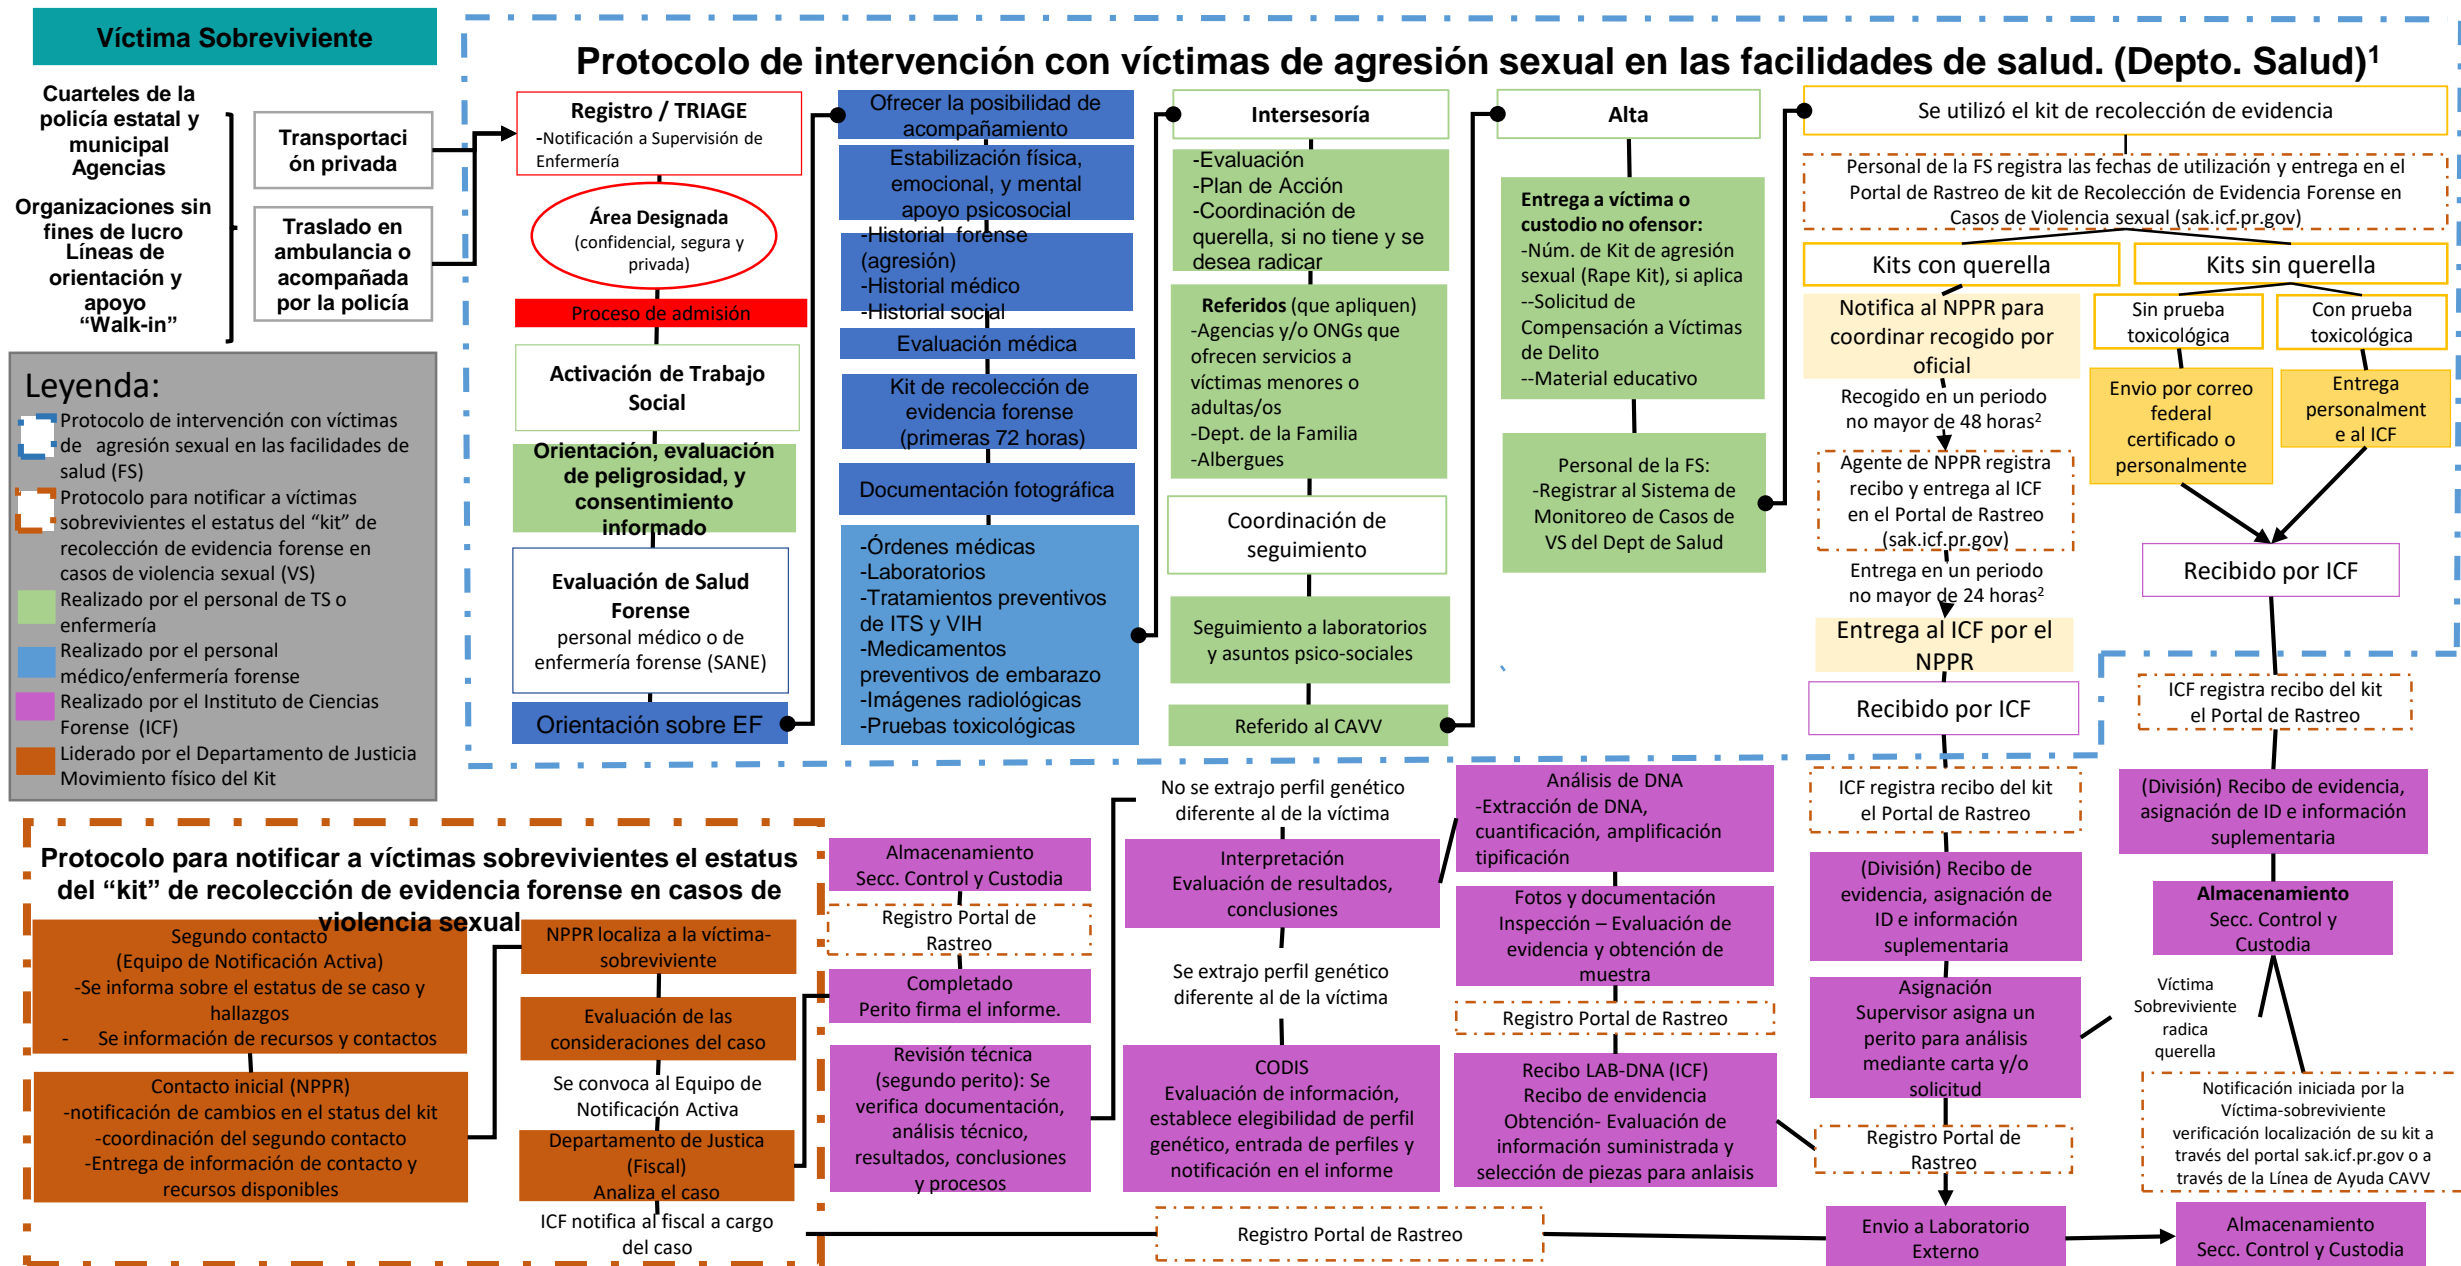 Víctima Sobreviviente
Protocolo de intervención con víctimas de agresión sexual en las facilidades de salud. (Depto. Salud)1
Cuarteles de la
policía estatal y
municipal
Agencias
Organizaciones sin
fines de lucro
Líneas de
orientación y
apoyo
“Walk-in”
Transportaci
ón privada
Traslado en
ambulancia o
acompañada
por la policía
Leyenda:
Protocolo de intervención con víctimas
de agresión sexual en las facilidades de
salud (FS)
Protocolo para notificar a víctimas
sobrevivientes el estatus del “kit” de
recolección de evidencia forense en
casos de violencia sexual (VS)
Realizado por el personal de TS o
enfermería
Realizado por el personal
médico/enfermería forense
Realizado por el Instituto de Ciencias
Forense (ICF)
Liderado por el Departamento de Justicia
Movimiento físico del Kit
Registro / TRIAGE
-Notificación a Supervisión de
Enfermería
Área Designada
(confidencial, segura y
privada)
Proceso de admisión
Activación de Trabajo
Social
Orientación, evaluación
de peligrosidad, y
consentimiento
informado
Evaluación de Salud
Forense
personal médico o de
enfermería forense (SANE)
Orientación sobre EF
Ofrecer la posibilidad de
acompañamiento
Estabilización física,
emocional, y mental
apoyo psicosocial
-Historial forense
(agresión)
-Historial médico
-Historial social
Evaluación médica
Kit de recolección de
evidencia forense
(primeras 72 horas)
Documentación fotográfica
-Órdenes médicas
-Laboratorios
-Tratamientos preventivos
de ITS y VIH
-Medicamentos
preventivos de embarazo
-Imágenes radiológicas
-Pruebas toxicológicas
Intersesoría
-Evaluación
-Plan de Acción
-Coordinación de
querella, si no tiene y se
desea radicar
Referidos (que apliquen)
-Agencias y/o ONGs que
ofrecen servicios a
víctimas menores o
adultas/os
-Dept. de la Familia
-Albergues
Coordinación de
seguimiento
Seguimiento a laboratorios
y asuntos psico-sociales
Referido al CAVV
Alta
Entrega a víctima o
custodio no ofensor:
-Núm. de Kit de agresión
sexual (Rape Kit), si aplica
--Solicitud de
Compensación a Víctimas
de Delito
--Material educativo
Personal de la FS:
-Registrar al Sistema de
Monitoreo de Casos de
VS del Dept de Salud
Se utilizó el kit de recolección de evidencia
Personal de la FS registra las fechas de utilización y entrega en el
Portal de Rastreo de kit de Recolección de Evidencia Forense en
Casos de Violencia sexual (sak.icf.pr.gov)
Kits con querella
Kits sin querella
Notifica al NPPR para
coordinar recogido por
oficial
Recogido en un periodo
no mayor de 48 horas2
Agente de NPPR registra
recibo y entrega al ICF
en el Portal de Rastreo
(sak.icf.pr.gov)
Entrega en un periodo
no mayor de 24 horas2
Entrega al ICF por el
NPPR
Recibido por ICF
Sin prueba
toxicológica
Con prueba
toxicológica
Envio por correo
federal
certificado o
personalmente
Entrega
personalment
e al ICF
Recibido por ICF
ICF registra recibo del kit
el Portal de Rastreo
(División) Recibo de evidencia,
asignación de ID e información
suplementaria
Almacenamiento
Secc. Control y
Custodia
Víctima
Sobreviviente
radica
querella
Notificación iniciada por la
Víctima-sobreviviente
verificación localización de su kit a
través del portal sak.icf.pr.gov o a
través de la Línea de Ayuda CAVV
ICF registra recibo del kit
el Portal de Rastreo
(División) Recibo de
evidencia, asignación de
ID e información
suplementaria
Asignación
Supervisor asigna un
perito para análisis
mediante carta y/o
solicitud
Registro Portal de
Rastreo
Envio a Laboratorio
Externo
Almacenamiento
Secc. Control y Custodia
Análisis de DNA
-Extracción de DNA,
cuantificación, amplificación
tipificación
Fotos y documentación
Inspección – Evaluación de
evidencia y obtención de
muestra
Registro Portal de Rastreo
Recibo LAB-DNA (ICF)
Recibo de envidencia
Obtención- Evaluación de
información suministrada y
selección de piezas para anlaisis
No se extrajo perfil genético
diferente al de la víctima
Interpretación
Evaluación de resultados,
conclusiones
Se extrajo perfil genético
diferente al de la víctima
CODIS
Evaluación de información,
establece elegibilidad de perfil
genético, entrada de perfiles y
notificación en el informe
Registro Portal de Rastreo
Almacenamiento
Secc. Control y Custodia
Registro Portal de
Rastreo
Completado
Perito firma el informe.
Revisión técnica
(segundo perito): Se
verifica documentación,
análisis técnico,
resultados, conclusiones
y procesos
Protocolo para notificar a víctimas sobrevivientes el estatus
del “kit” de recolección de evidencia forense en casos de
violencia sexual
Segundo contacto
(Equipo de Notificación Activa)
-Se informa sobre el estatus de se caso y
hallazgos
- Se información de recursos y contactos
Contacto inicial (NPPR)
-notificación de cambios en el status del kit
-coordinación del segundo contacto
-Entrega de información de contacto y
recursos disponibles
NPPR localiza a la víctima-
sobreviviente
Evaluación de las
consideraciones del caso
Se convoca al Equipo de
Notificación Activa
Departamento de Justica
(Fiscal)
Analiza el caso
ICF notifica al fiscal a cargo
del caso